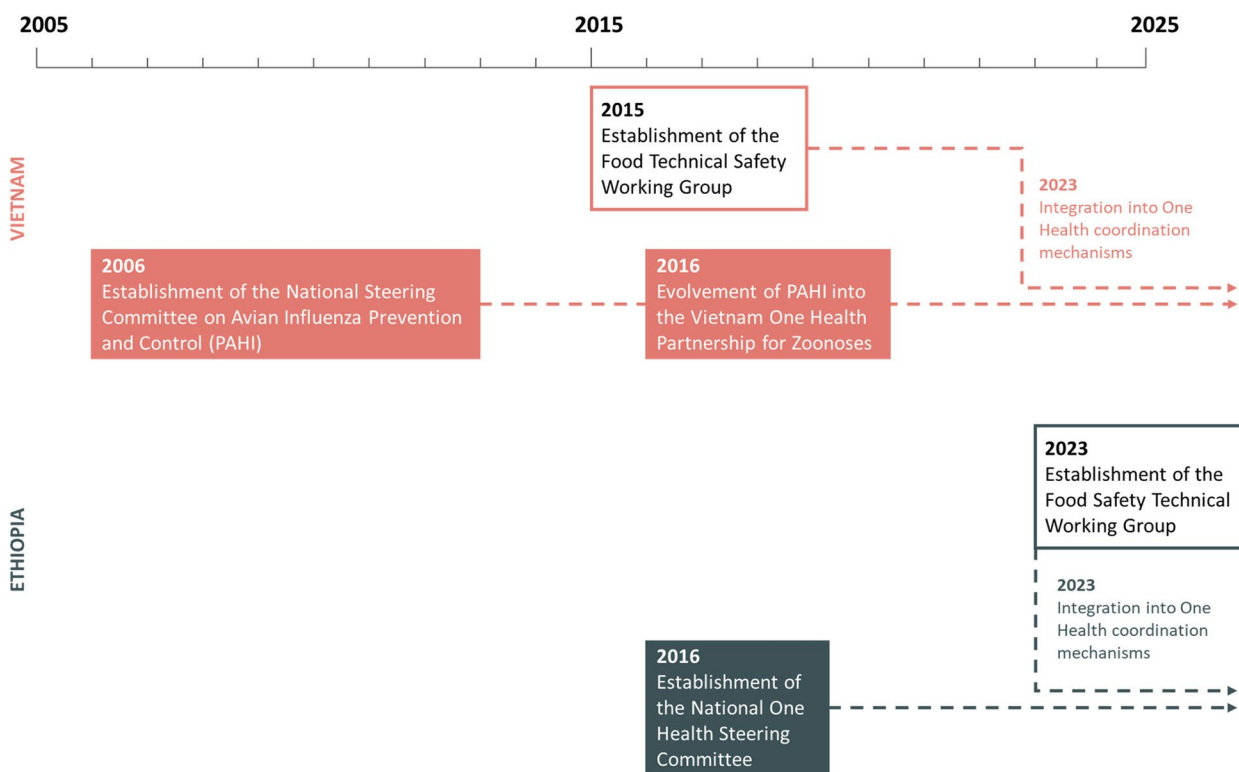 2005
2015
2025
VIETNAM
2015
Establishment of the
Food Technical Safety
Working Group
2023
Integration into One
Health coordination
mechanisms
2006
Establishment of the National Steering
Committee on Avian Influenza Prevention
and Control (PAHI)
2016
Evolvement of PAHI into
the Vietnam One Health
Partnership for Zoonoses
ETHIOPIA
2023
Establishment of the
Food Safety Technical
Working Group
2023
Integration into One
Health coordination
mechanisms
2016
Establishment of
the National One
Health Steering
Committee